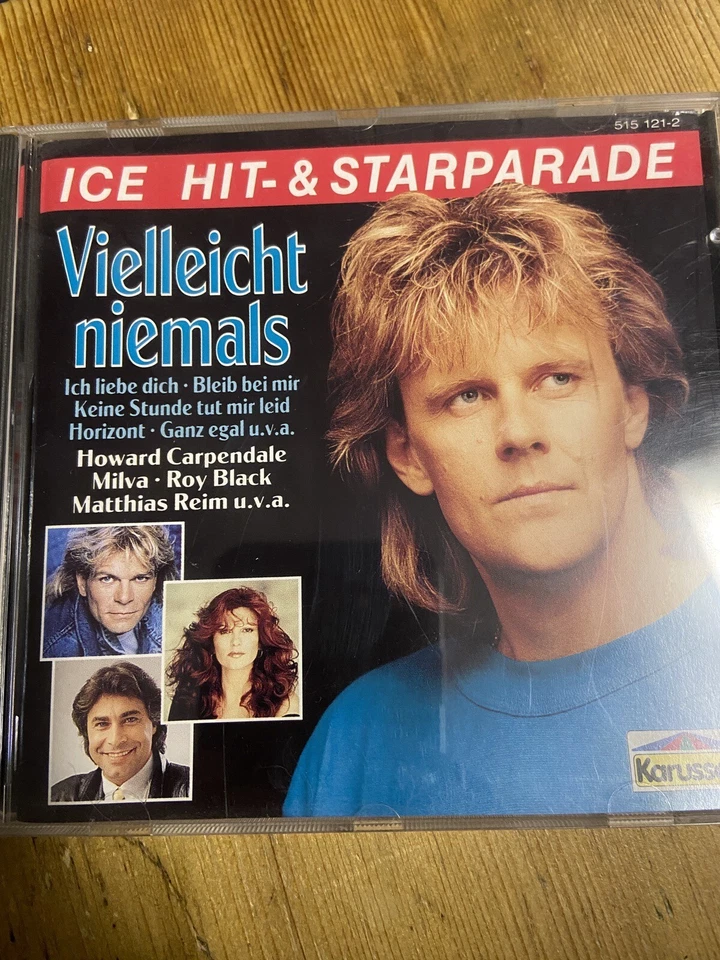 515 121-2
ICE HIT- & STARPARADE
Vielleicht
niemals
Ich liebe dich · Bleib bei mir
Keine Stunde tut mir leid
Horizont · Ganz egal u.v.a.
Howard Carpendale
Milva · Roy Black
Matthias Reim u.v.a.